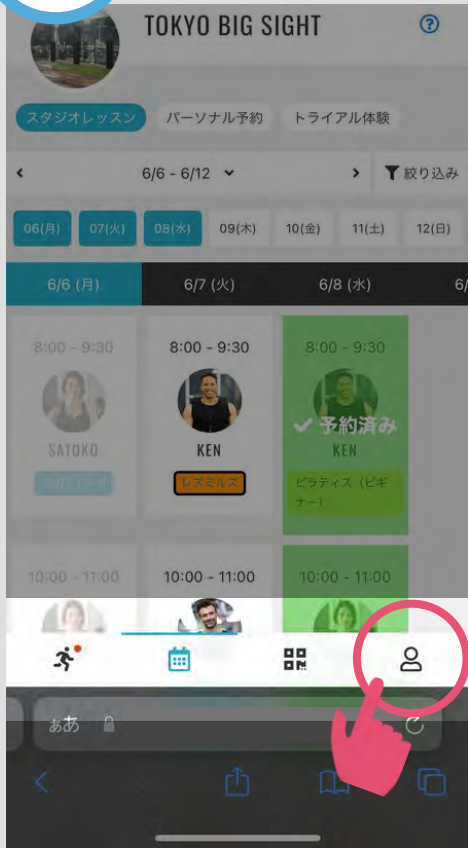 TOKYO BIG SIGHT
スタジオレッスン パーソナル予約 トライアル体験
6/6 - 6/12 絞り込み
06(月) 07(火) 08(水) 09(木) 10(金) 11(土) 12(日)
6/6 (月) 6/7 (火) 6/8 (水) 6/
8:00 - 9:30 8:00 - 9:30 8:00 - 9:30
予約済み
SATOKO KEN KEN
レズミルズ ピラティス（ビギ
ナー）
10:00 - 11:00 10:00 - 11:00 10:00 - 11:00
ああ